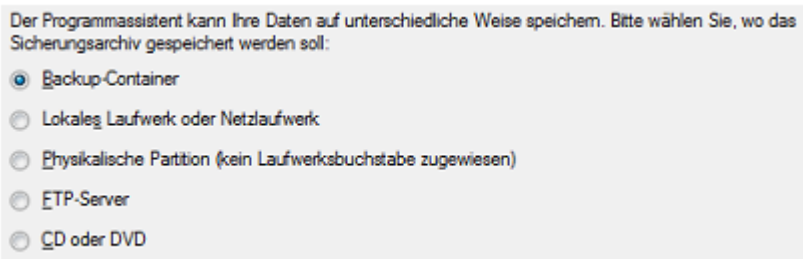 Der Programmassistent kann Ihre Daten auf unterschiedliche Weise speichern. Bitte wählen Sie, wo das
Sicherungsarchiv gespeichert werden soll:
Backup-Container
Lokales Laufwerk oder Netzlaufwerk
Physikalische Partition (kein Laufwerksbuchstabe zugewiesen)
FTP-Server
CD oder DVD